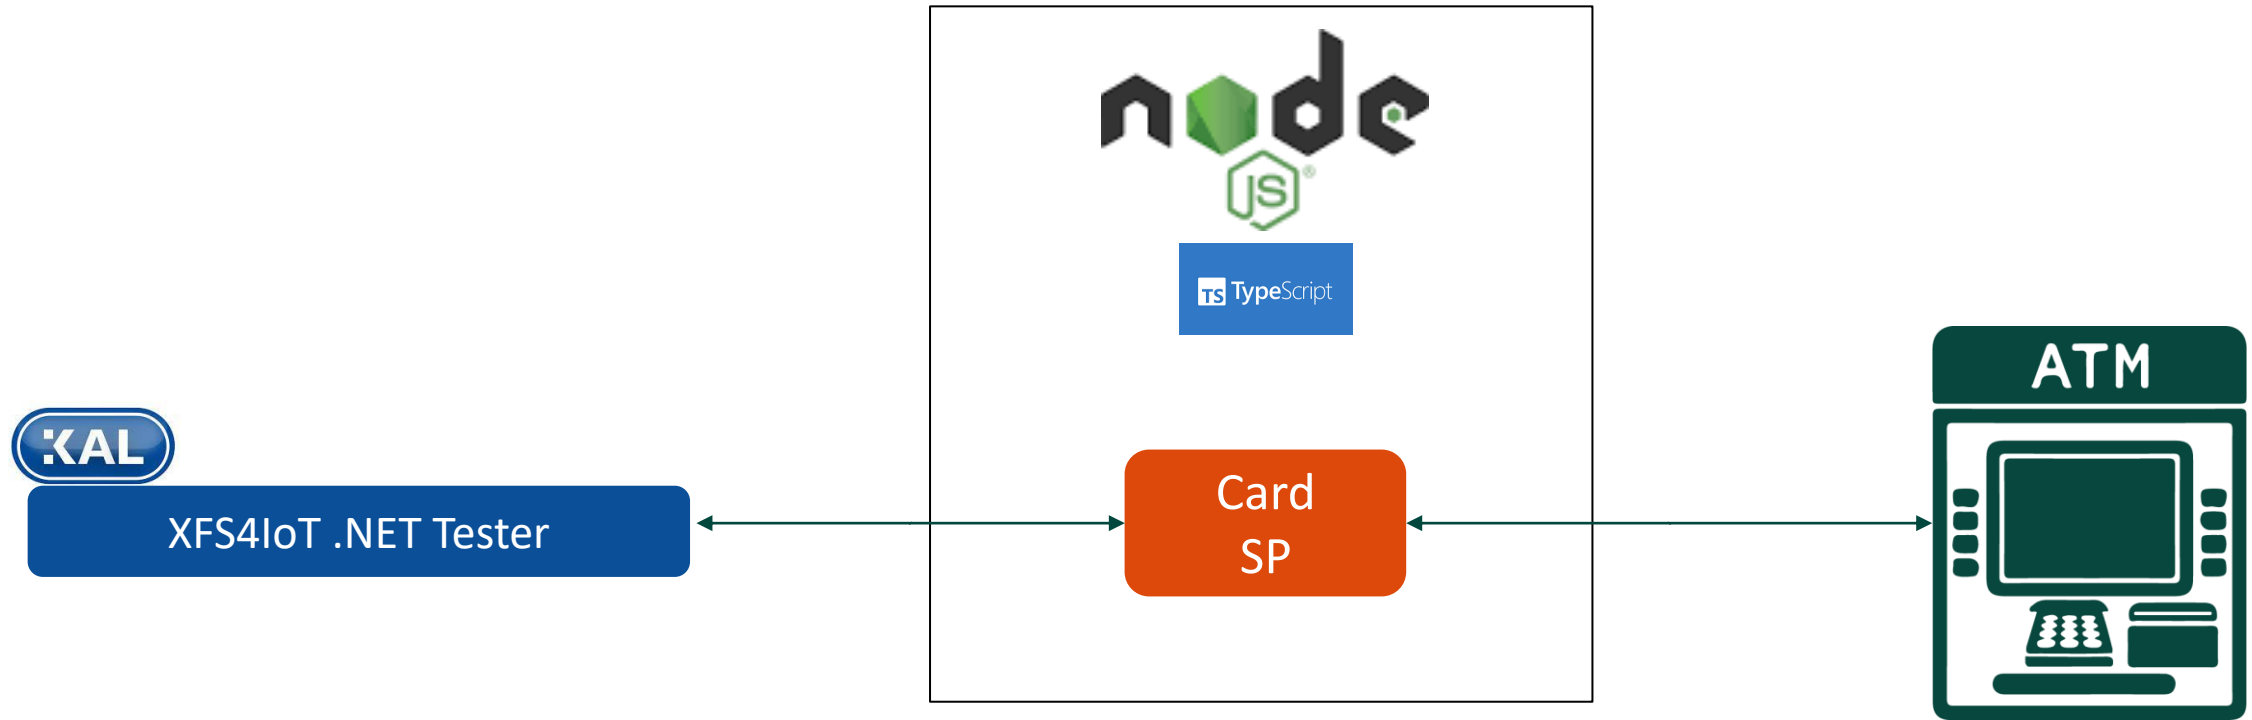 node
JS®
TS TypeScript
ATM
KAL
XFS4IoT .NET Tester
Card
SP